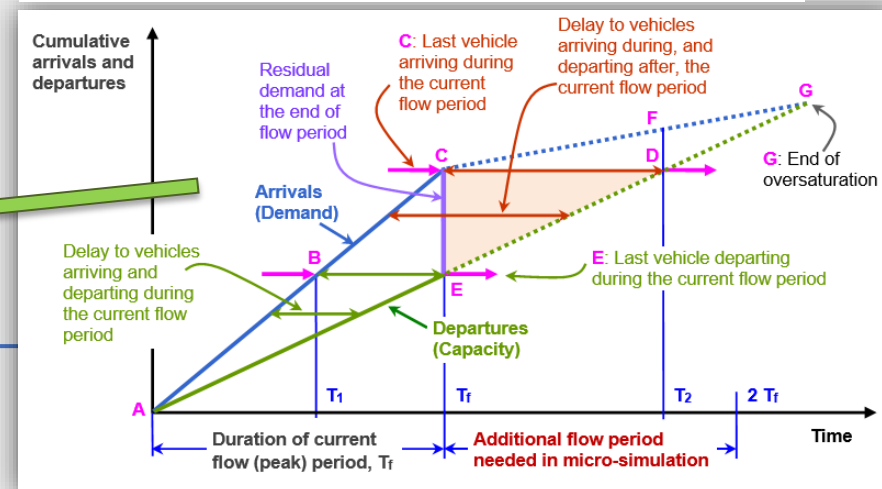 Cumulative
arrivals and
departures
C: Last vehicle
arriving during
the current
flow period
Delay to vehicles
arriving during, and
departing after, the
current flow period
Residual
demand at
the end of
flow period
G
F
C
D
G: End of
oversaturation
Arrivals
(Demand)
Delay to vehicles
arriving and
departing during
the current flow
period
B
E
E: Last vehicle departing
during the current flow period
Departures
(Capacity)
A
T1
Tf
T2
2 Tf
Time
Duration of current
flow (peak) period, Tf
Additional flow period
needed in micro-simulation